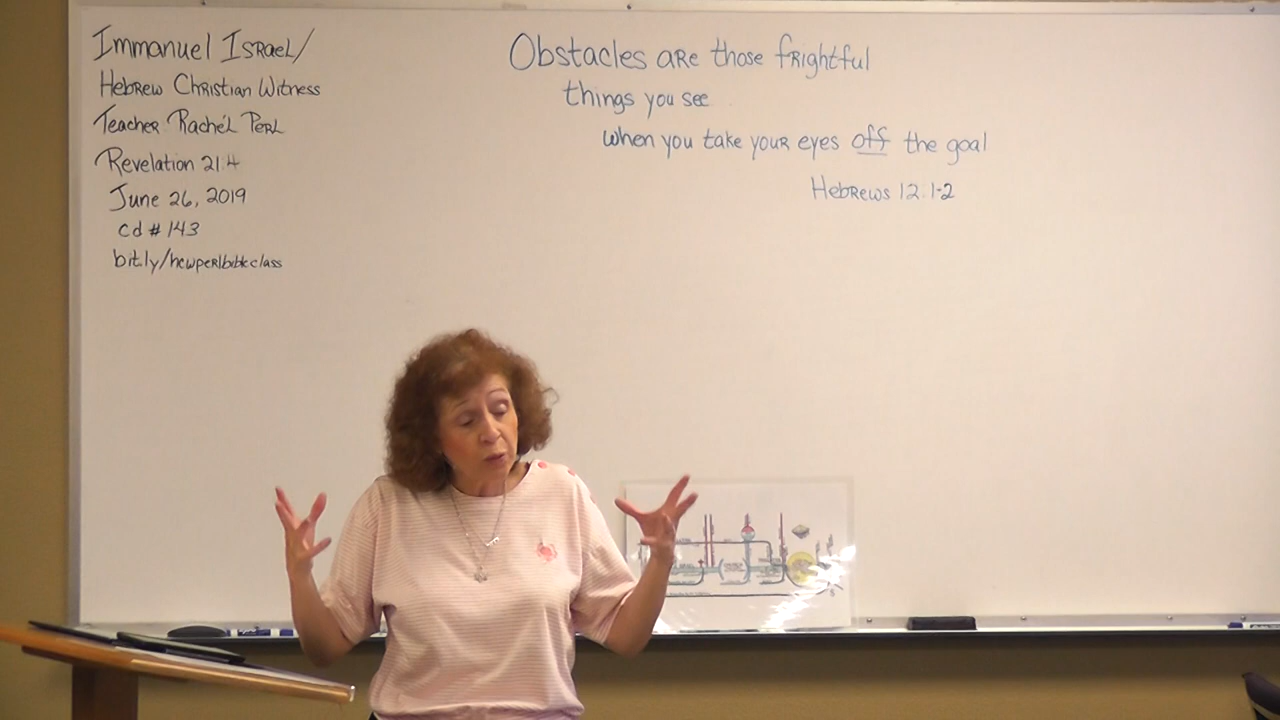 Immanuel Israel/
Hebrew Christian Witness
Teacher Rachél Perl
Revelation 21:4
June 26, 2019
cd # 143
bit.ly/newperlbibleclass
Obstacles are those frightful
things you see
when you take your eyes off the goal
Hebrews 12:1-2